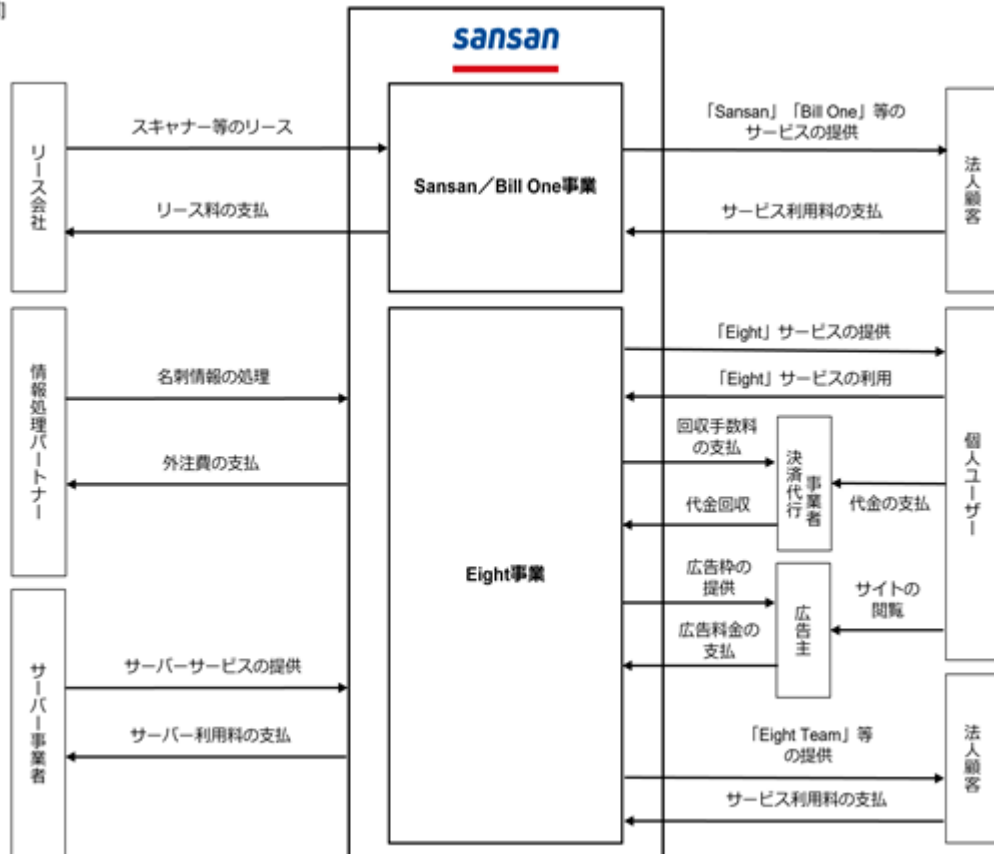 sansan
リース会社
スキャナー等のリース
リース料の支払
Sansan／Bill One事業
「Sansan」「Bill One」等の
サービスの提供
サービス利用料の支払
法人顧客
情報処理パートナー
名刺情報の処理
外注費の支払
サーバー事業者
サーバーサービスの提供
サーバー利用料の支払
Eight事業
「Eight」サービスの提供
「Eight」サービスの利用
回収手数料
の支払
代金回収
決済代行
事業者
代金の支払
広告枠の
提供
広告料金の
支払
広告主
サイトの
閲覧
個人ユーザー
「Eight Team」等
の提供
サービス利用料の支払
法人顧客